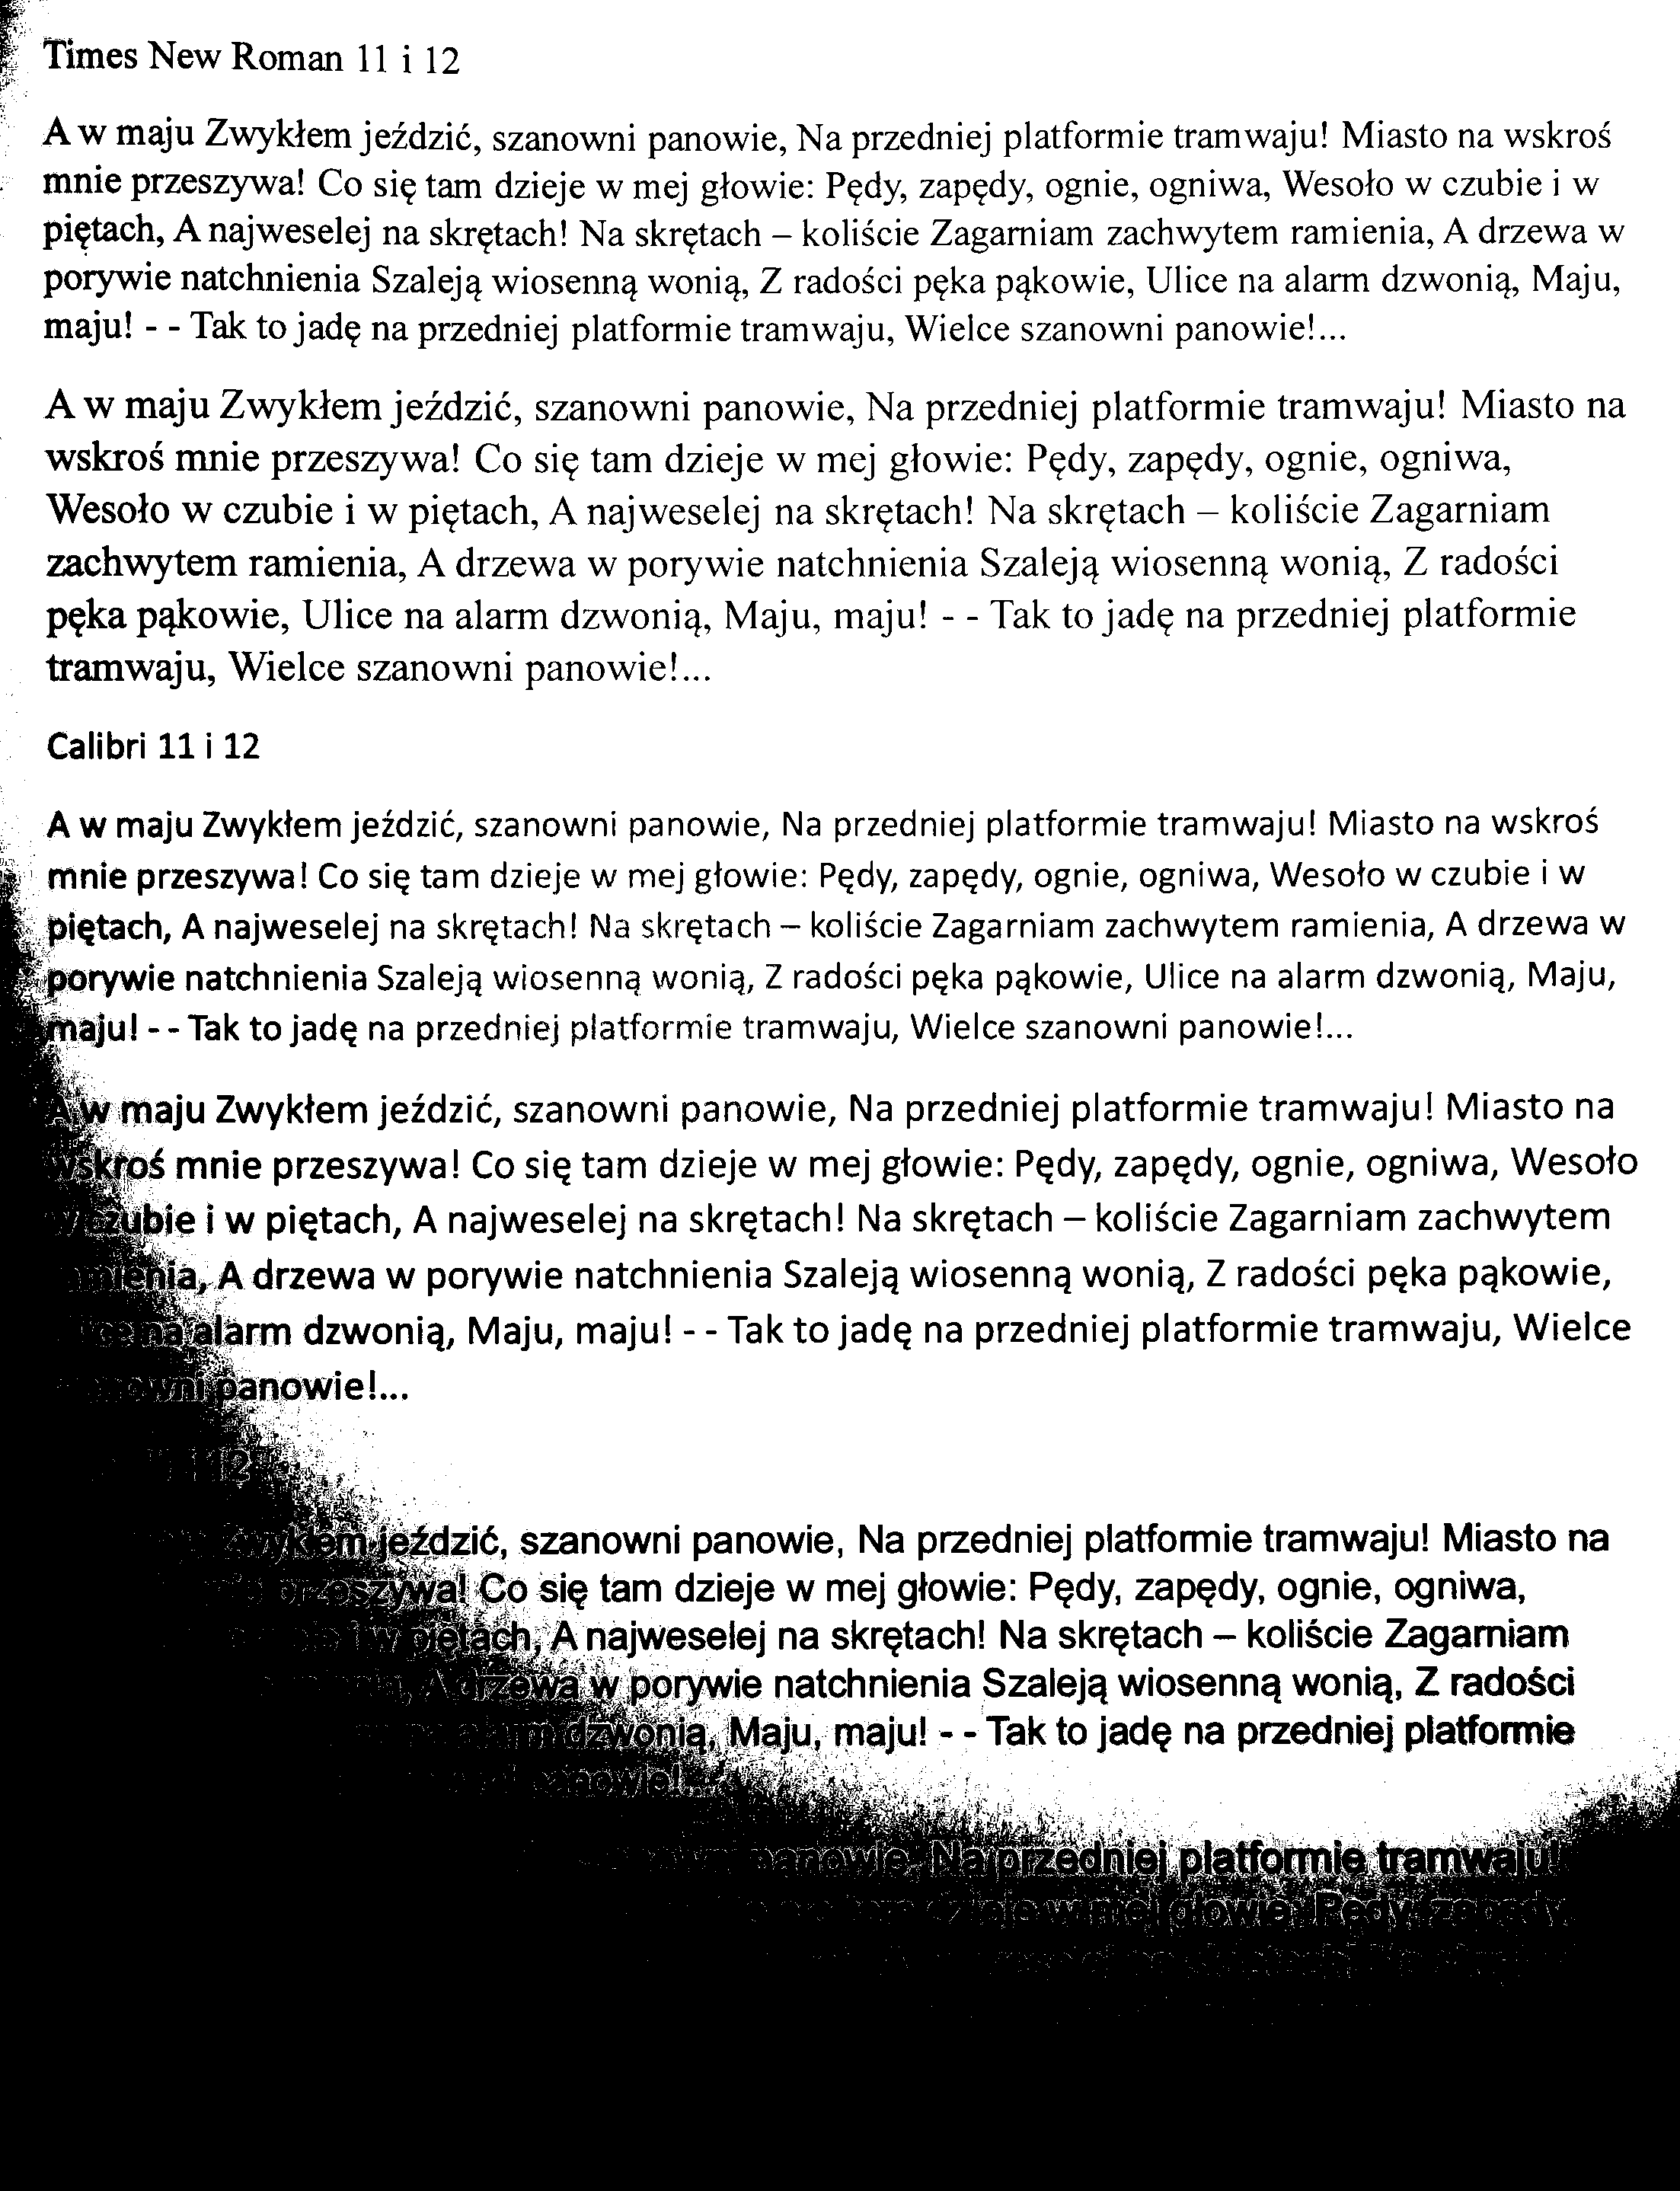 Times New Roman 11 i 12
A w maju Zwykłem jeździć, szanowni panowie, Na przedniej platformie tramwaju! Miasto na wskroś
mnie przeszywa! Co się tam dzieje w mej głowie: Pędy, zapędy, ognie, ogniwa, Wesoło w czubie i w
piętach, A najweselej na skrętach! Na skrętach – koliście Zagarniam zachwytem ramienia, A drzewa w
porywie natchnienia Szaleją wiosenną wonią, Z radości pęka pąkowie, Ulice na alarm dzwonią, Maju,
maju! - - Tak to jadę na przedniej platformie tramwaju, Wielce szanowni panowie!...
A w maju Zwykłem jeździć, szanowni panowie, Na przedniej platformie tramwaju! Miasto na
wskroś mnie przeszywa! Co się tam dzieje w mej głowie: Pędy, zapędy, ognie, ogniwa,
Wesoło w czubie i w piętach, A najweselej na skrętach! Na skrętach – koliście Zagarniam
zachwytem ramienia, A drzewa w porywie natchnienia Szaleją wiosenną wonią, Z radości
pęka pąkowie, Ulice na alarm dzwonią, Maju, maju! - - Tak to jadę na przedniej platformie
tramwaju, Wielce szanowni panowie!...
Calibri 11 i 12
A w maju Zwykłem jeździć, szanowni panowie, Na przedniej platformie tramwaju! Miasto na wskroś
mnie przeszywa! Co się tam dzieje w mej głowie: Pędy, zapędy, ognie, ogniwa, Wesoło w czubie i w
piętach, A najweselej na skrętach! Na skrętach – koliście Zagarniam zachwytem ramienia, A drzewa w
porywie natchnienia Szaleją wiosenną wonią, Z radości pęka pąkowie, Ulice na alarm dzwonią, Maju,
maju! - - Tak to jadę na przedniej platformie tramwaju, Wielce szanowni panowie!...
A w maju Zwykłem jeździć, szanowni panowie, Na przedniej platformie tramwaju! Miasto na
wskroś mnie przeszywa! Co się tam dzieje w mej głowie: Pędy, zapędy, ognie, ogniwa, Wesoło
w czubie i w piętach, A najweselej na skrętach! Na skrętach – koliście Zagarniam zachwytem
A drzewa w porywie natchnienia Szaleją wiosenną wonią, Z radości pęka pąkowie,
na alarm dzwonią, Maju, maju! - - Tak to jadę na przedniej platformie tramwaju, Wielce
panowie!...
12
Zwykłem jeździć, szanowni panowie, Na przedniej platformie tramwaju! Miasto na
przeszywa! Co się tam dzieje w mej głowie: Pędy, zapędy, ognie, ogniwa,
i w piętach, A najweselej na skrętach! Na skrętach – koliście Zagarniam
A drzewa w porywie natchnienia Szaleją wiosenną wonią, Z radości
alarm dzwonią, Maju, maju! - - Tak to jadę na przedniej platformie
panowie!...
panowie, Na przedniej platformie tramwaju!
dzieje w mej głowie: Pędy, zapędy,